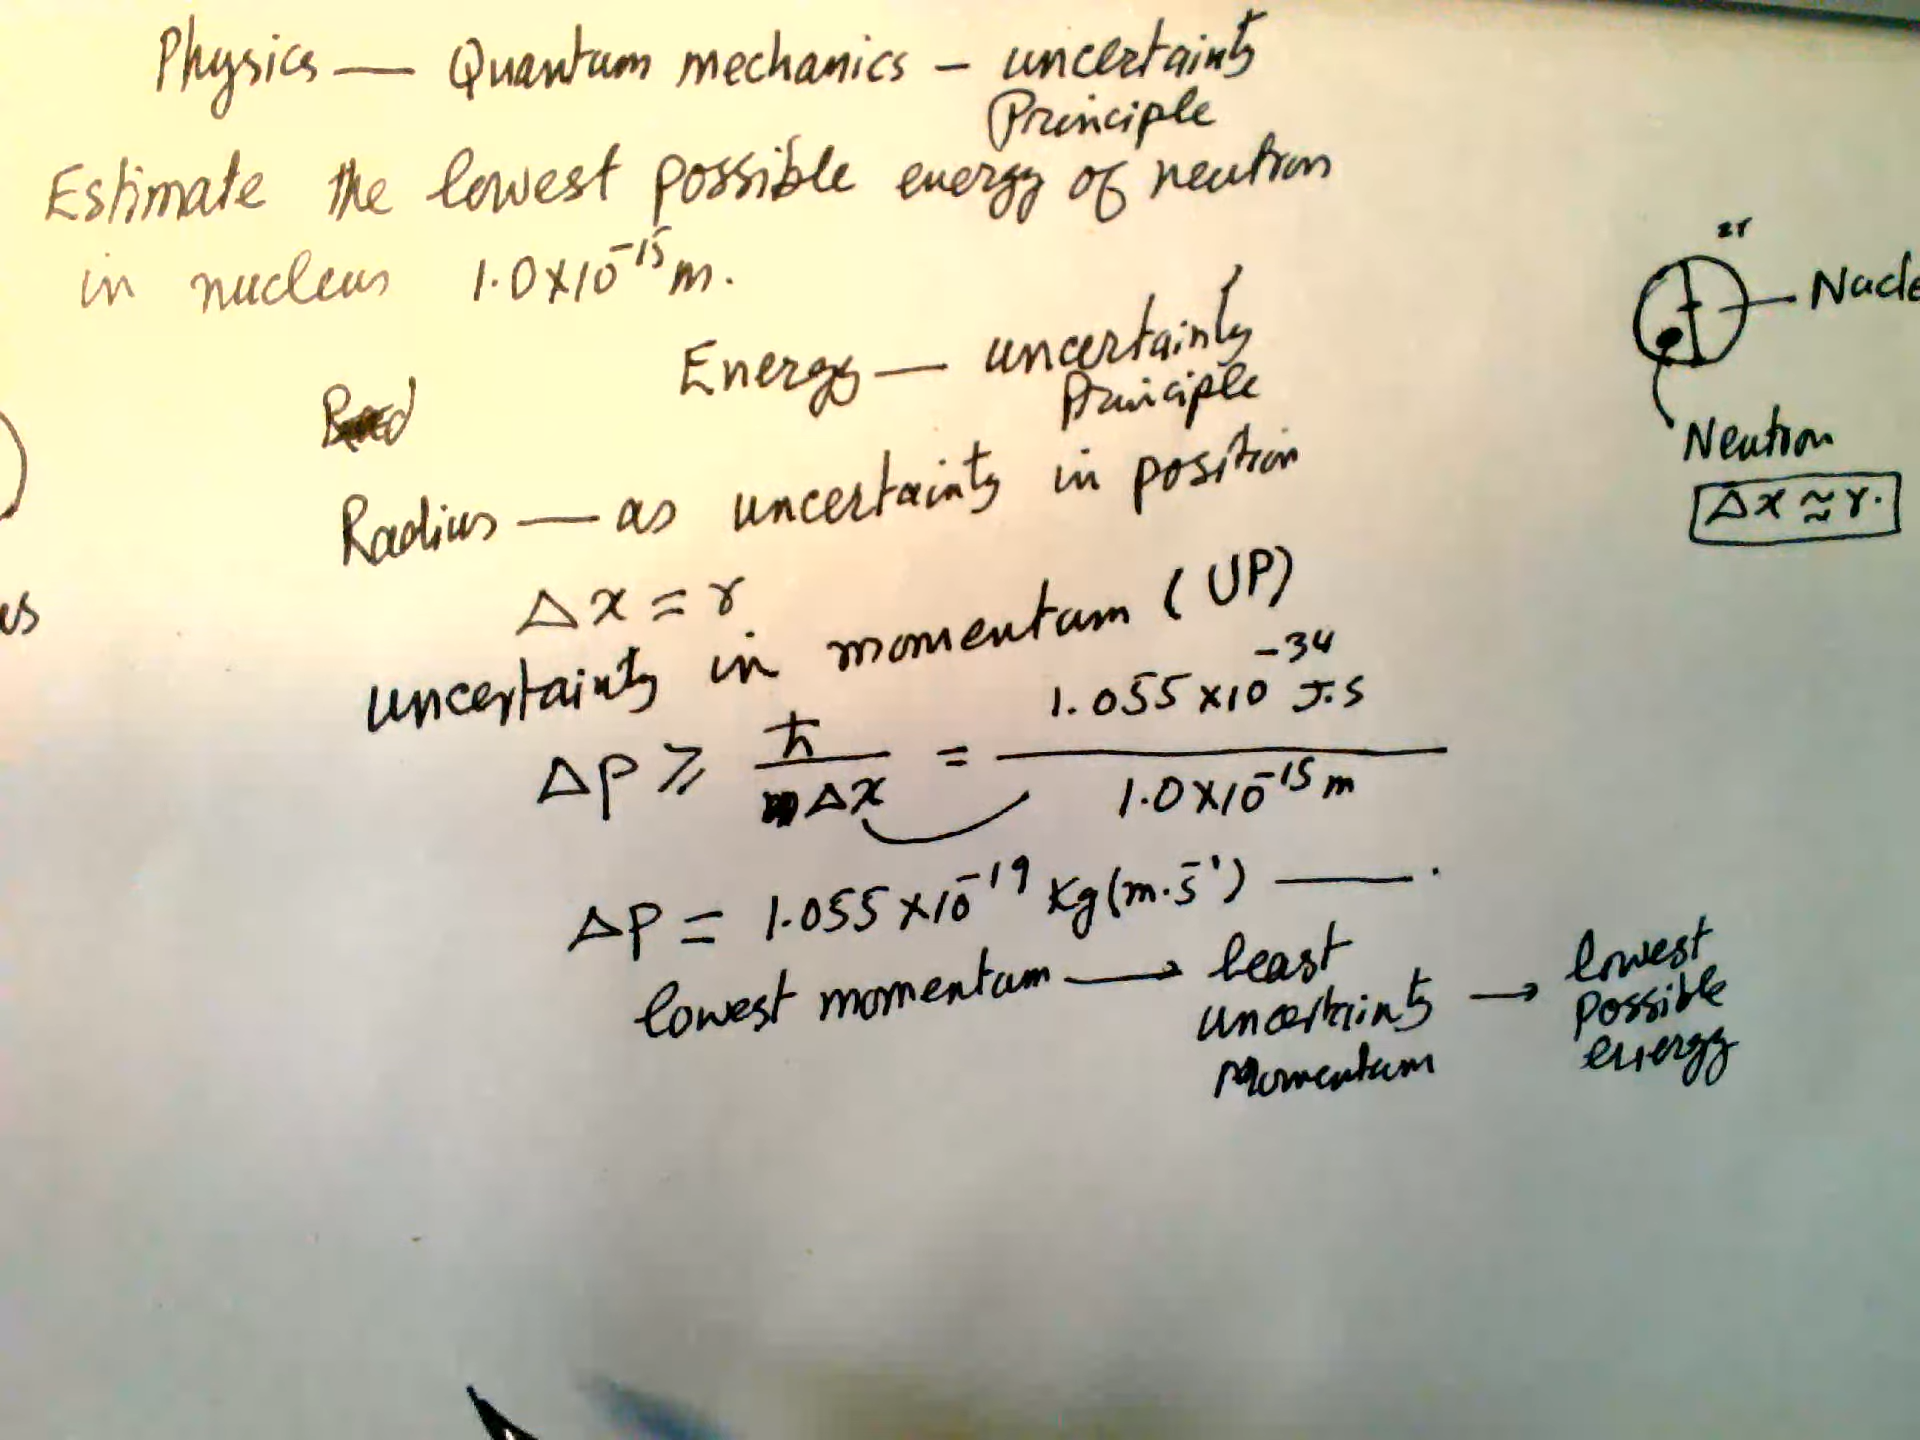 Physics — Quantum mechanics – uncertainty
Principle
Estimate the lowest possible energy of neutron
in nucleus 1.0×10⁻¹⁵ m.
2r
Nucle
Neutron
Δx ≈ r.
Energy — uncertainty
Principle
Radius — as uncertainty in position
Δx = r
us
uncertainty in momentum (UP)
Δp ≥ ħ/Δx = 1.055×10⁻³⁴ J.s / 1.0×10⁻¹⁵ m
Δp = 1.055×10⁻¹⁹ kg(m·s⁻¹) — .
lowest momentum → least uncertainty momentum → lowest possible energy